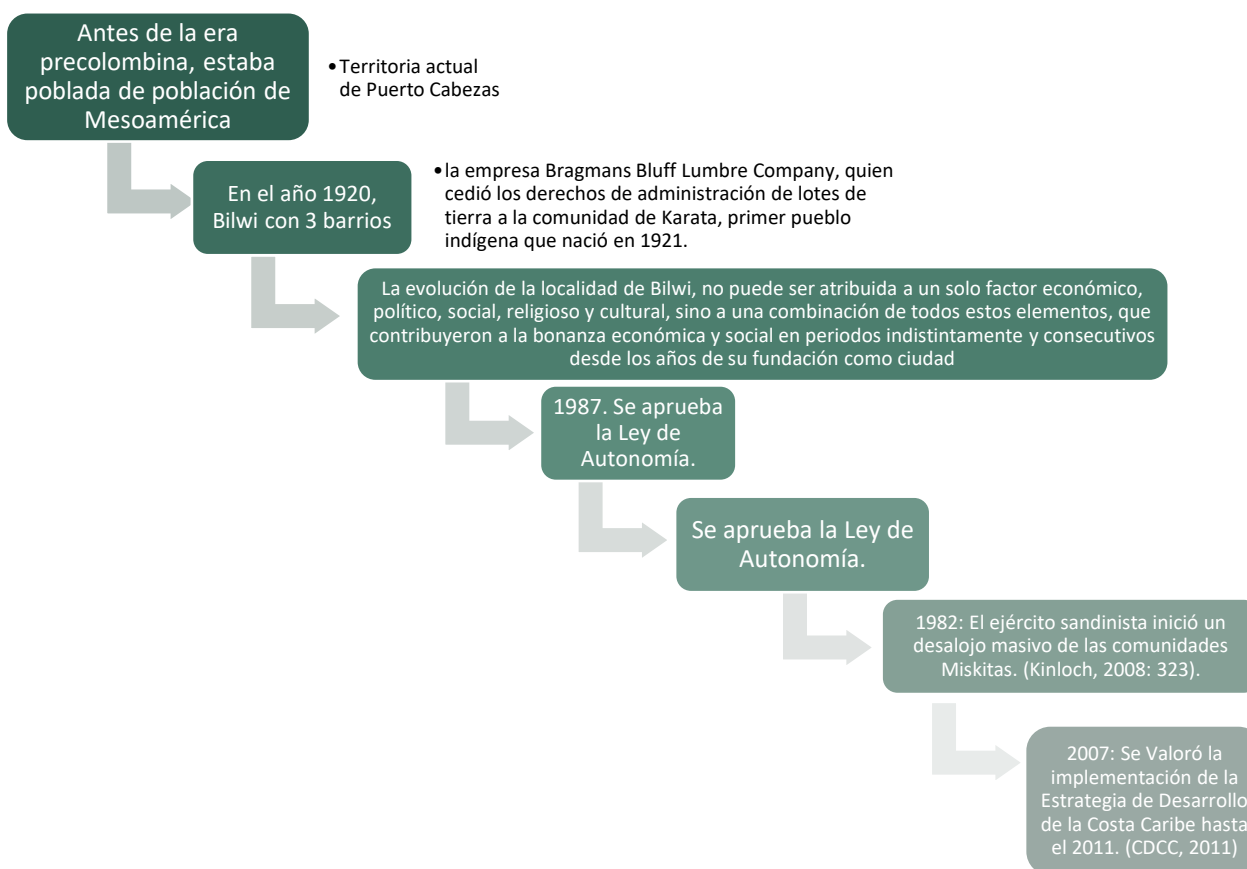 Antes de la era
precolombina, estaba
poblada de población de
Mesoamérica
•Territoria actual
de Puerto Cabezas
En el año 1920,
Bilwi con 3 barrios
•la empresa Bragmans Bluff Lumbre Company, quien
cedió los derechos de administración de lotes de
tierra a la comunidad de Karata, primer pueblo
indígena que nació en 1921.
La evolución de la localidad de Bilwi, no puede ser atribuida a un solo factor económico,
político, social, religioso y cultural, sino a una combinación de todos estos elementos, que
contribuyeron a la bonanza económica y social en periodos indistintamente y consecutivos
desde los años de su fundación como ciudad
1987. Se aprueba
la Ley de
Autonomía.
Se aprueba la Ley de
Autonomía.
1982: El ejército sandinista inició un
desalojo masivo de las comunidades
Miskitas. (Kinloch, 2008: 323).
2007: Se Valoró la
implementación de la
Estrategia de Desarrollo
de la Costa Caribe hasta
el 2011. (CDCC, 2011)